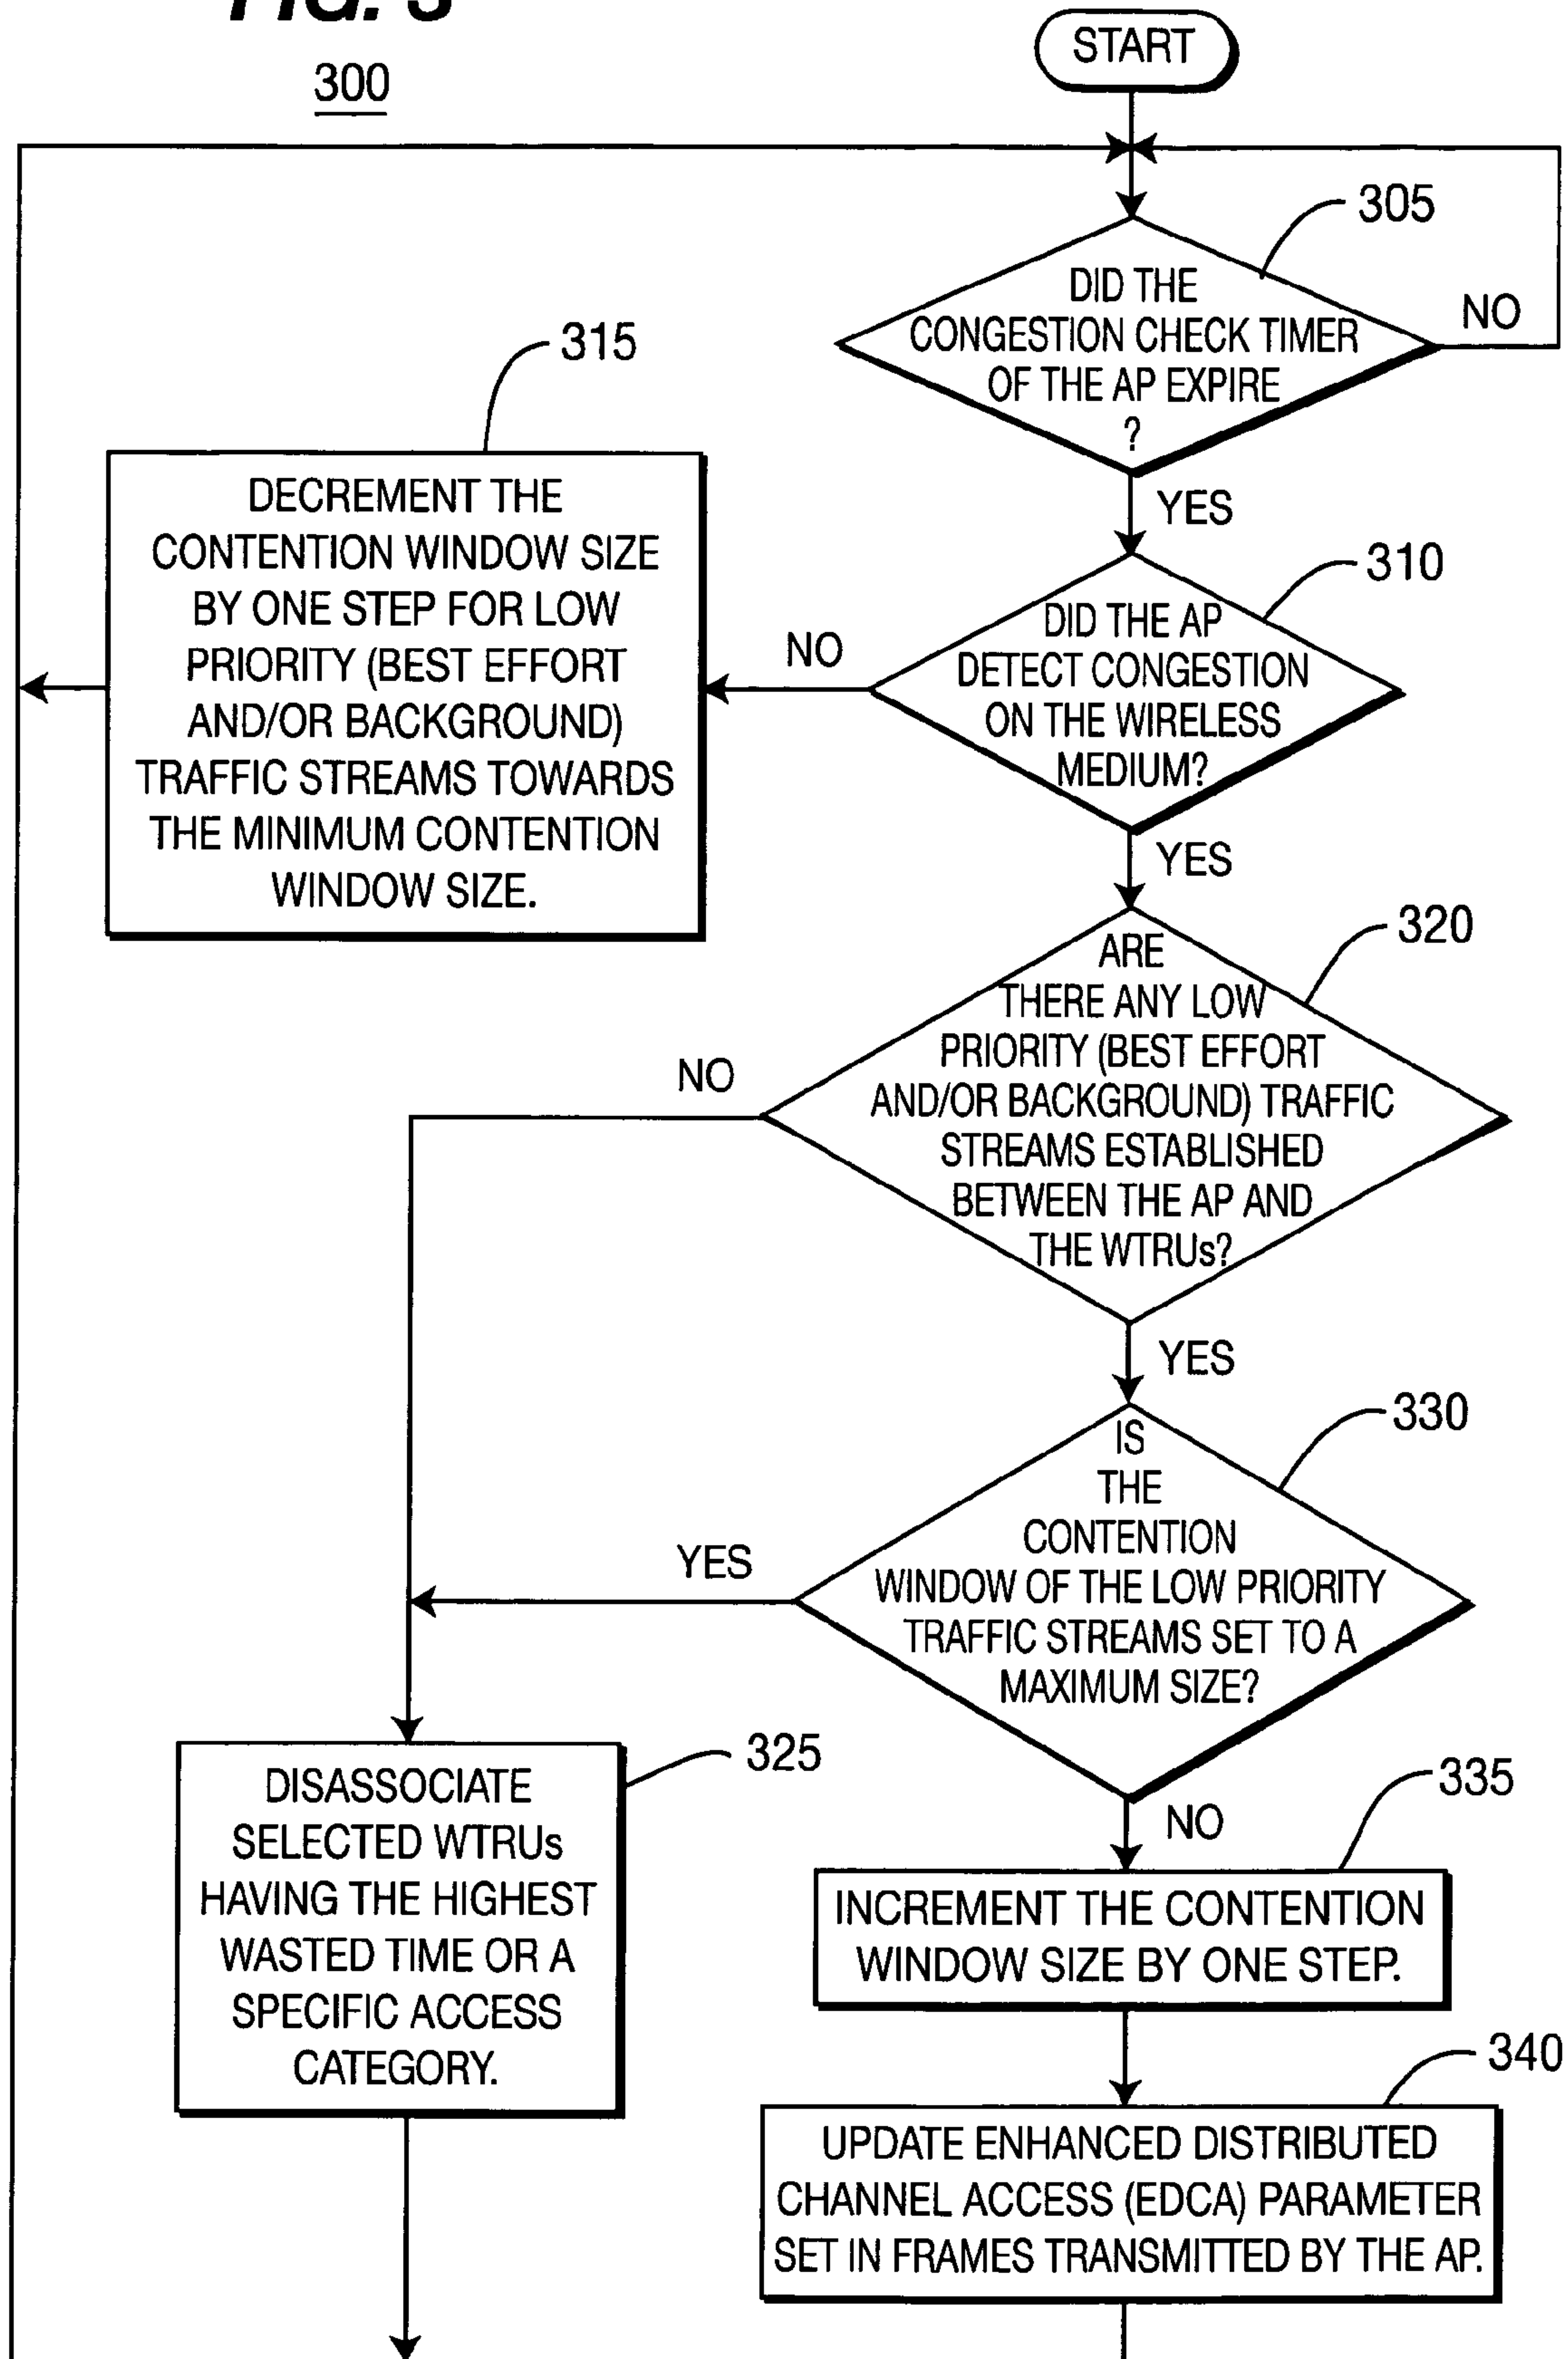 FIG. 3
300
START
305
DID THE
CONGESTION CHECK TIMER
OF THE AP EXPIRE
?
NO
YES
315
DECREMENT THE
CONTENTION WINDOW SIZE
BY ONE STEP FOR LOW
PRIORITY (BEST EFFORT
AND/OR BACKGROUND)
TRAFFIC STREAMS TOWARDS
THE MINIMUM CONTENTION
WINDOW SIZE.
310
DID THE AP
DETECT CONGESTION
ON THE WIRELESS
MEDIUM?
NO
YES
320
ARE
THERE ANY LOW
PRIORITY (BEST EFFORT
AND/OR BACKGROUND) TRAFFIC
STREAMS ESTABLISHED
BETWEEN THE AP AND
THE WTRUs?
NO
YES
330
IS
THE
CONTENTION
WINDOW OF THE LOW PRIORITY
TRAFFIC STREAMS SET TO A
MAXIMUM SIZE?
YES
NO
325
DISASSOCIATE
SELECTED WTRUs
HAVING THE HIGHEST
WASTED TIME OR A
SPECIFIC ACCESS
CATEGORY.
335
INCREMENT THE CONTENTION
WINDOW SIZE BY ONE STEP.
340
UPDATE ENHANCED DISTRIBUTED
CHANNEL ACCESS (EDCA) PARAMETER
SET IN FRAMES TRANSMITTED BY THE AP.